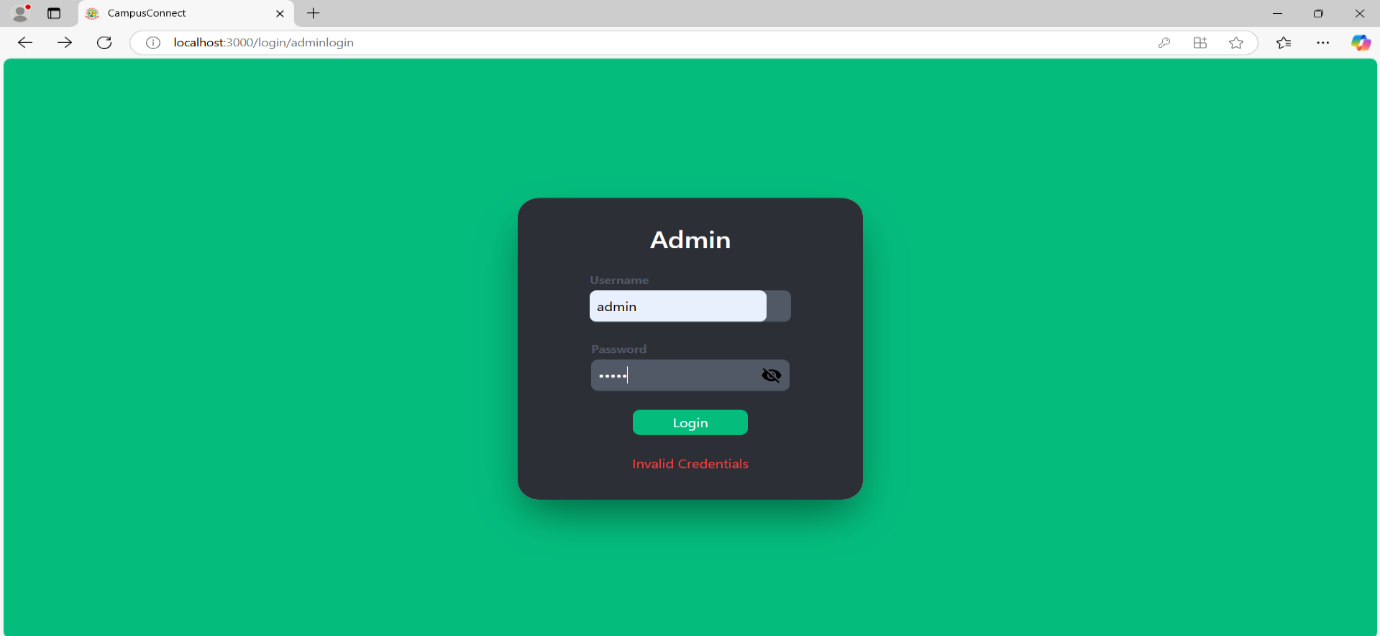 CampusConnect
localhost:3000/login/adminlogin
Admin
Username
admin
Password
•••••
Login
Invalid Credentials